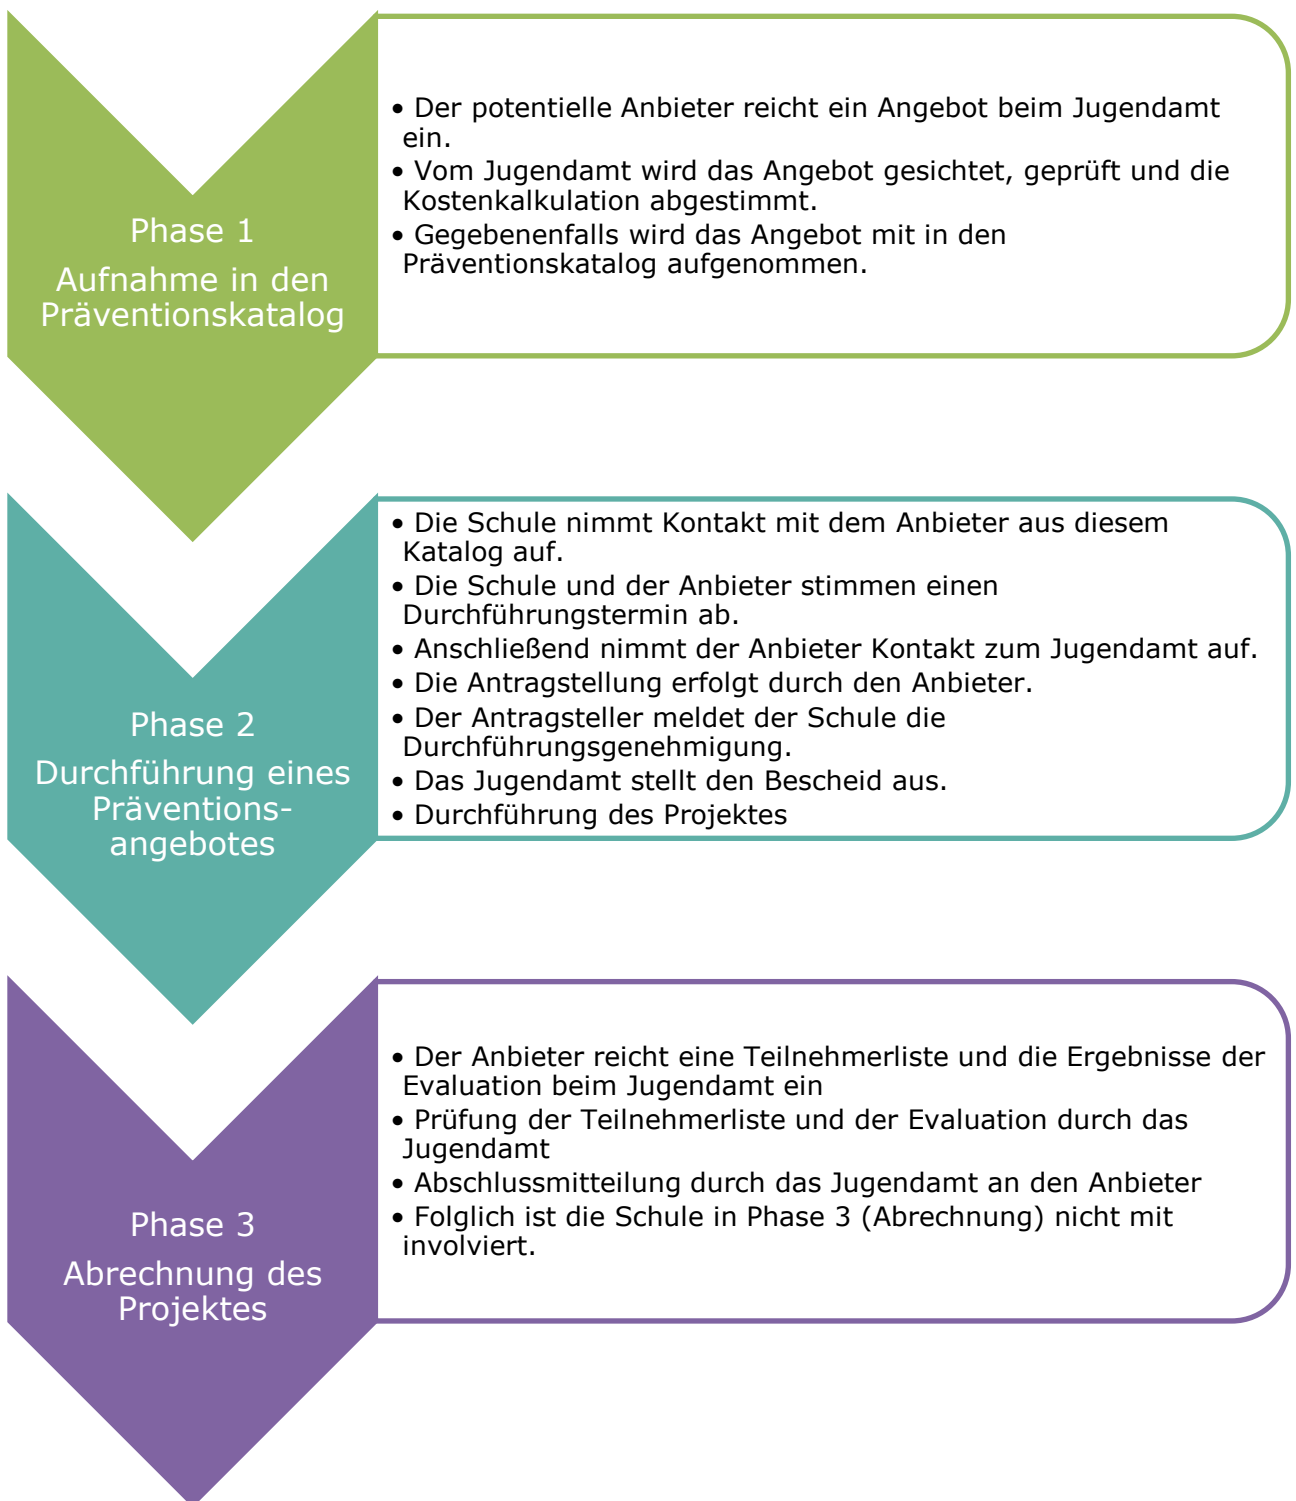 Phase 1
Aufnahme in den
Präventionskatalog
• Der potentielle Anbieter reicht ein Angebot beim Jugendamt
ein.
• Vom Jugendamt wird das Angebot gesichtet, geprüft und die
Kostenkalkulation abgestimmt.
• Gegebenenfalls wird das Angebot mit in den
Präventionskatalog aufgenommen.
Phase 2
Durchführung eines
Präventions-
angebotes
• Die Schule nimmt Kontakt mit dem Anbieter aus diesem
Katalog auf.
• Die Schule und der Anbieter stimmen einen
Durchführungstermin ab.
• Anschließend nimmt der Anbieter Kontakt zum Jugendamt auf.
• Die Antragstellung erfolgt durch den Anbieter.
• Der Antragsteller meldet der Schule die
Durchführungsgenehmigung.
• Das Jugendamt stellt den Bescheid aus.
• Durchführung des Projektes
Phase 3
Abrechnung des
Projektes
• Der Anbieter reicht eine Teilnehmerliste und die Ergebnisse der
Evaluation beim Jugendamt ein
• Prüfung der Teilnehmerliste und der Evaluation durch das
Jugendamt
• Abschlussmitteilung durch das Jugendamt an den Anbieter
• Folglich ist die Schule in Phase 3 (Abrechnung) nicht mit
involviert.